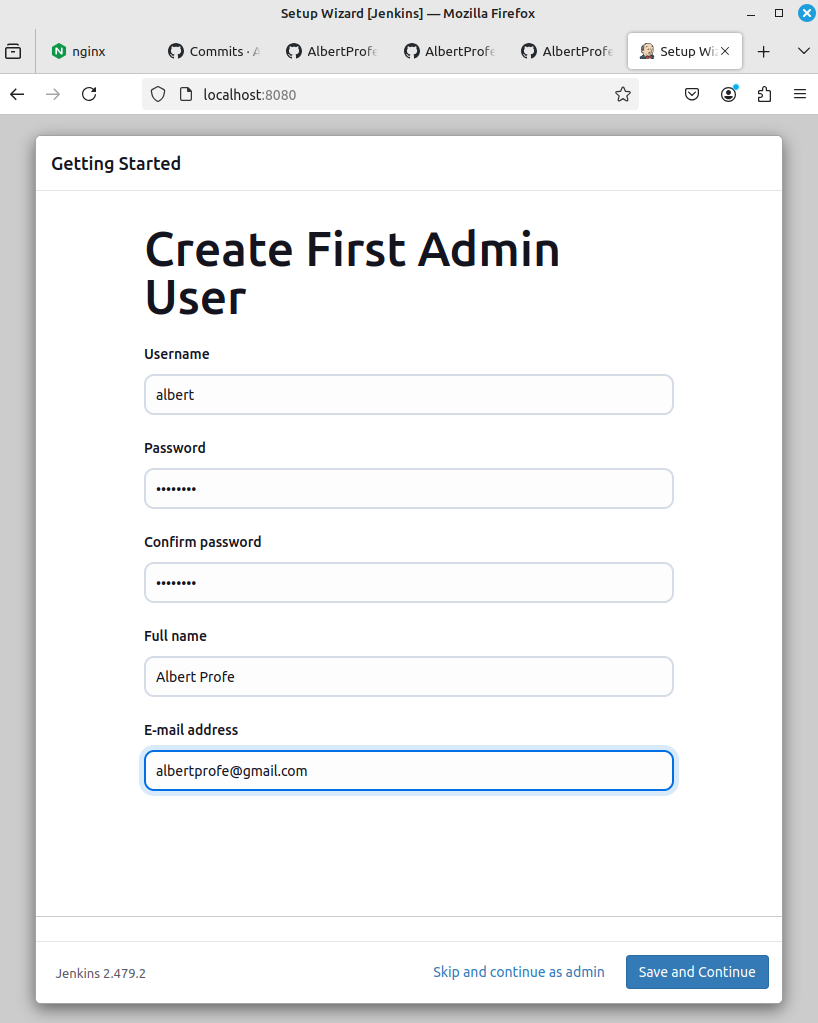 Setup Wizard [Jenkins] — Mozilla Firefox
nginx
Commits · A
AlbertProfe
AlbertProfe
AlbertProfe
Setup Wi
localhost:8080
Getting Started
Create First Admin
User
Username
albert
Password
••••••••
Confirm password
••••••••
Full name
Albert Profe
E-mail address
albertprofe@gmail.com
Jenkins 2.479.2
Skip and continue as admin
Save and Continue